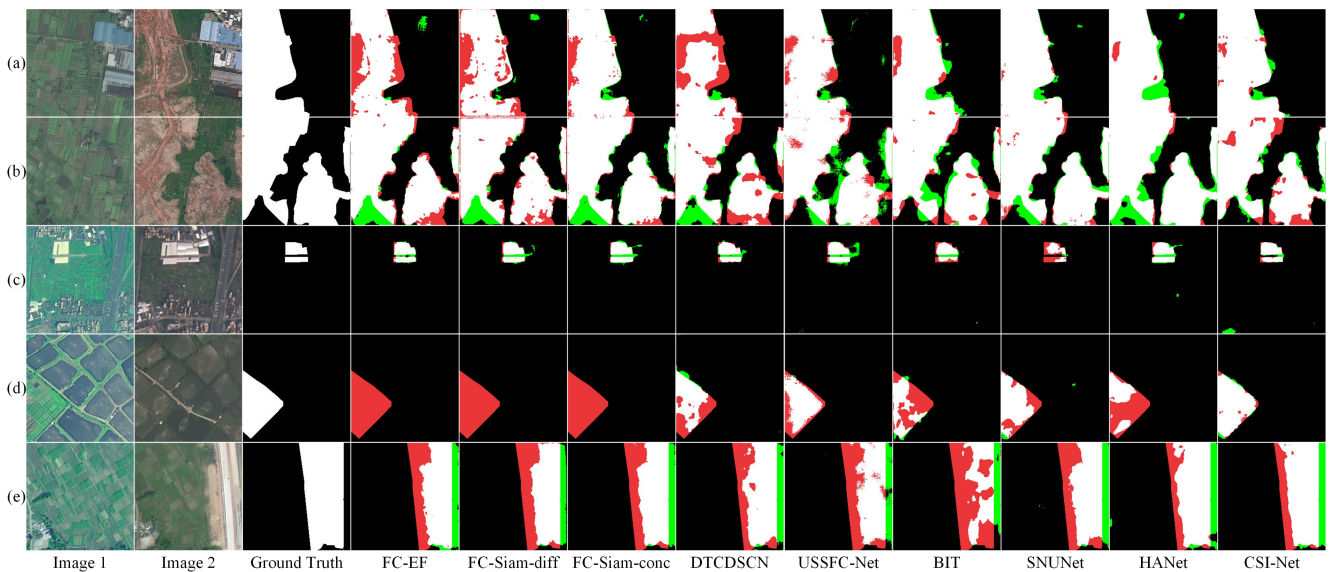 (a)
(b)
(c)
(d)
(e)
Image 1 Image 2 Ground Truth FC-EF FC-Siam-diff FC-Siam-conc DTCDSCN USSFC-Net BIT SNUNet HANet CSI-Net